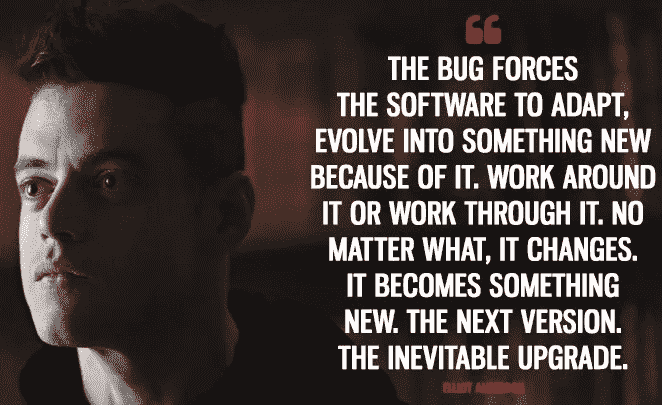 THE BUG FORCES
THE SOFTWARE TO ADAPT,
EVOLVE INTO SOMETHING NEW
BECAUSE OF IT. WORK AROUND
IT OR WORK THROUGH IT. NO
MATTER WHAT, IT CHANGES.
IT BECOMES SOMETHING
NEW. THE NEXT VERSION.
THE INEVITABLE UPGRADE.